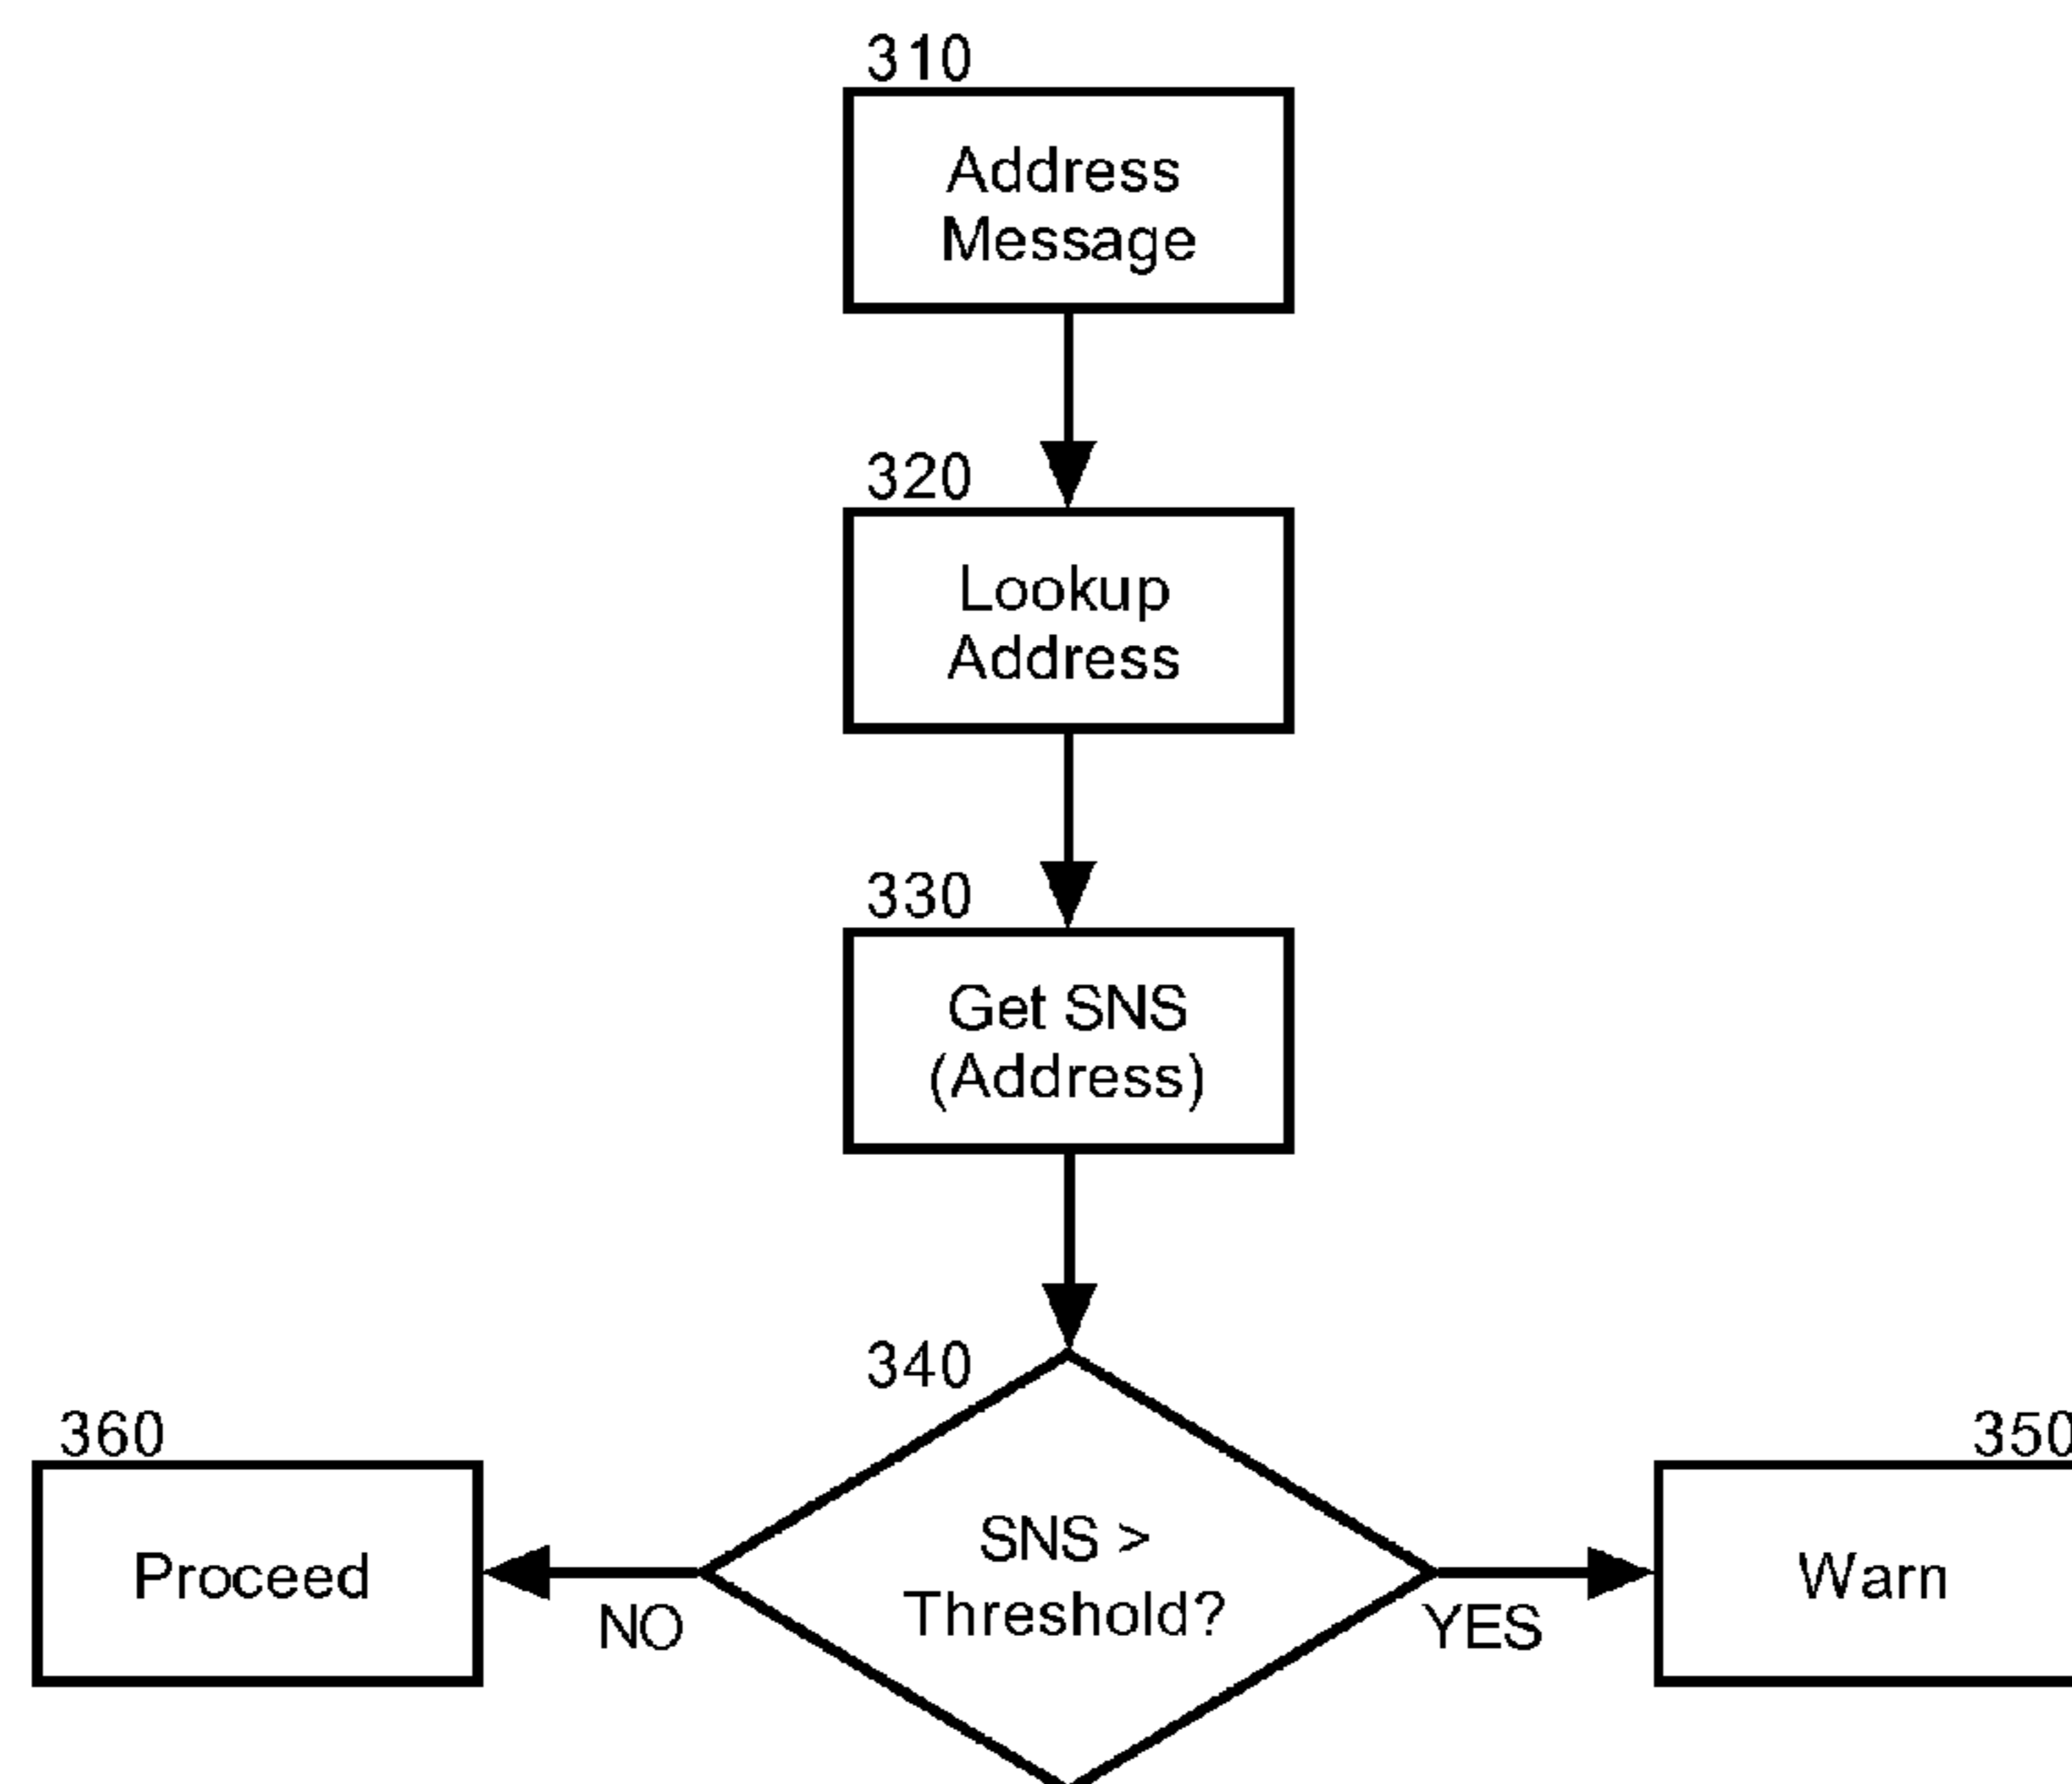 310
Address
Message
320
Lookup
Address
330
Get SNS
(Address)
340
SNS >
Threshold?
360
Proceed
NO
YES
350
Warn